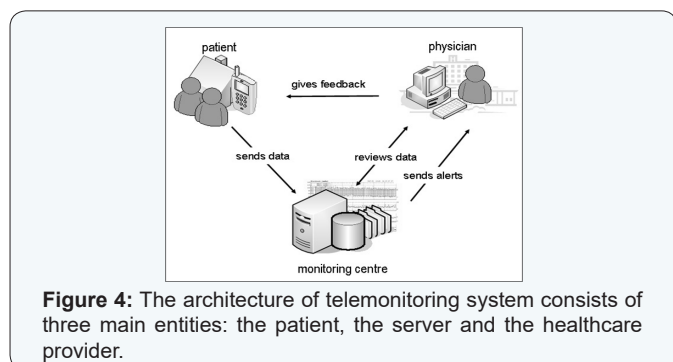 patient
physician
gives feedback
sends data
reviews data
sends alerts
monitoring centre
Figure 4: The architecture of telemonitoring system consists of
three main entities: the patient, the server and the healthcare
provider.